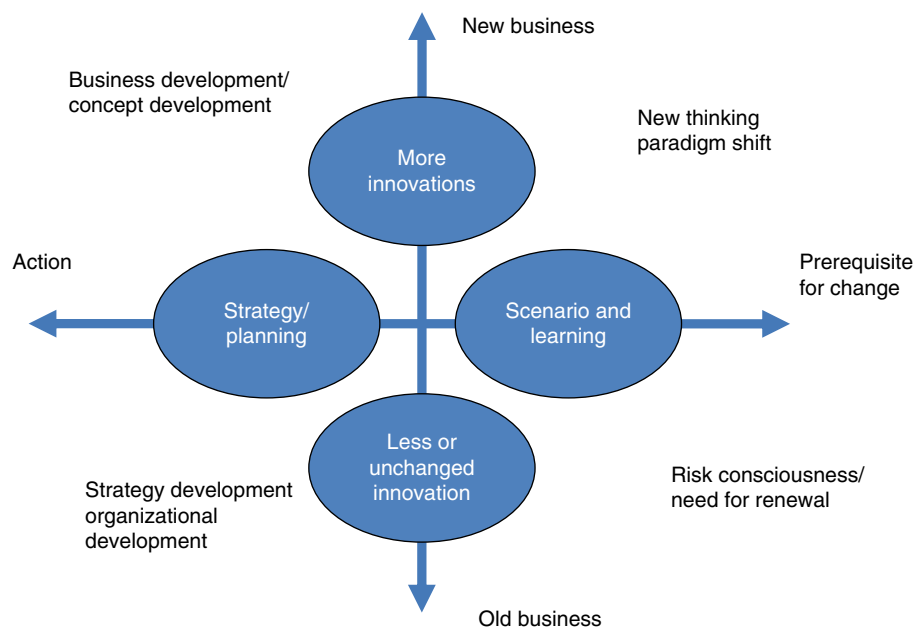 New business
Business development/
concept development
New thinking
paradigm shift
More
innovations
Action
Prerequisite
for change
Strategy/
planning
Scenario and
learning
Less or
unchanged
innovation
Strategy development
organizational
development
Risk consciousness/
need for renewal
Old business